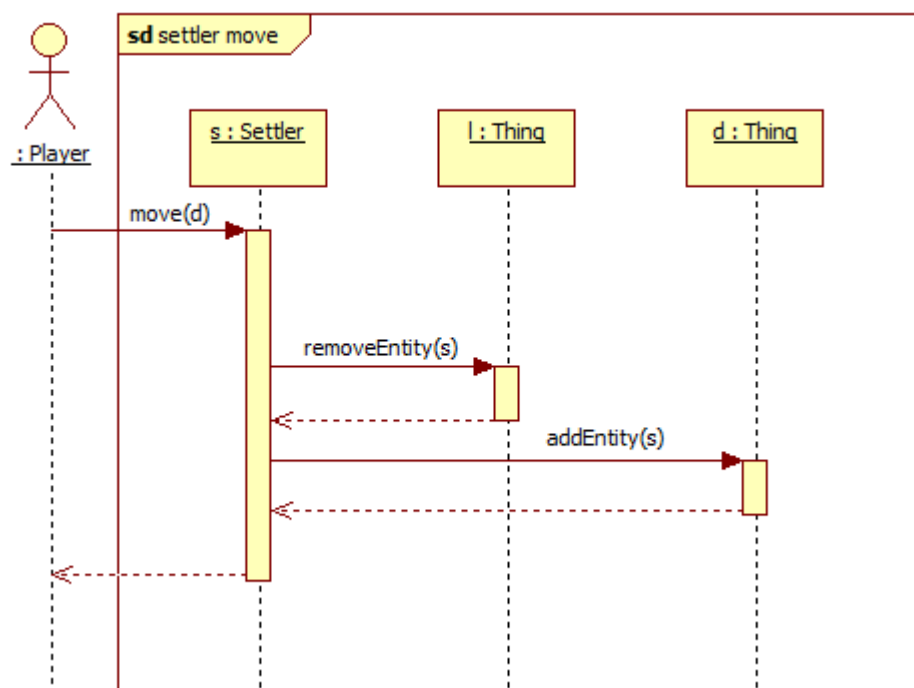 sd settler move
s : Settler
l : Thing
d : Thing
: Player
move(d)
removeEntity(s)
addEntity(s)